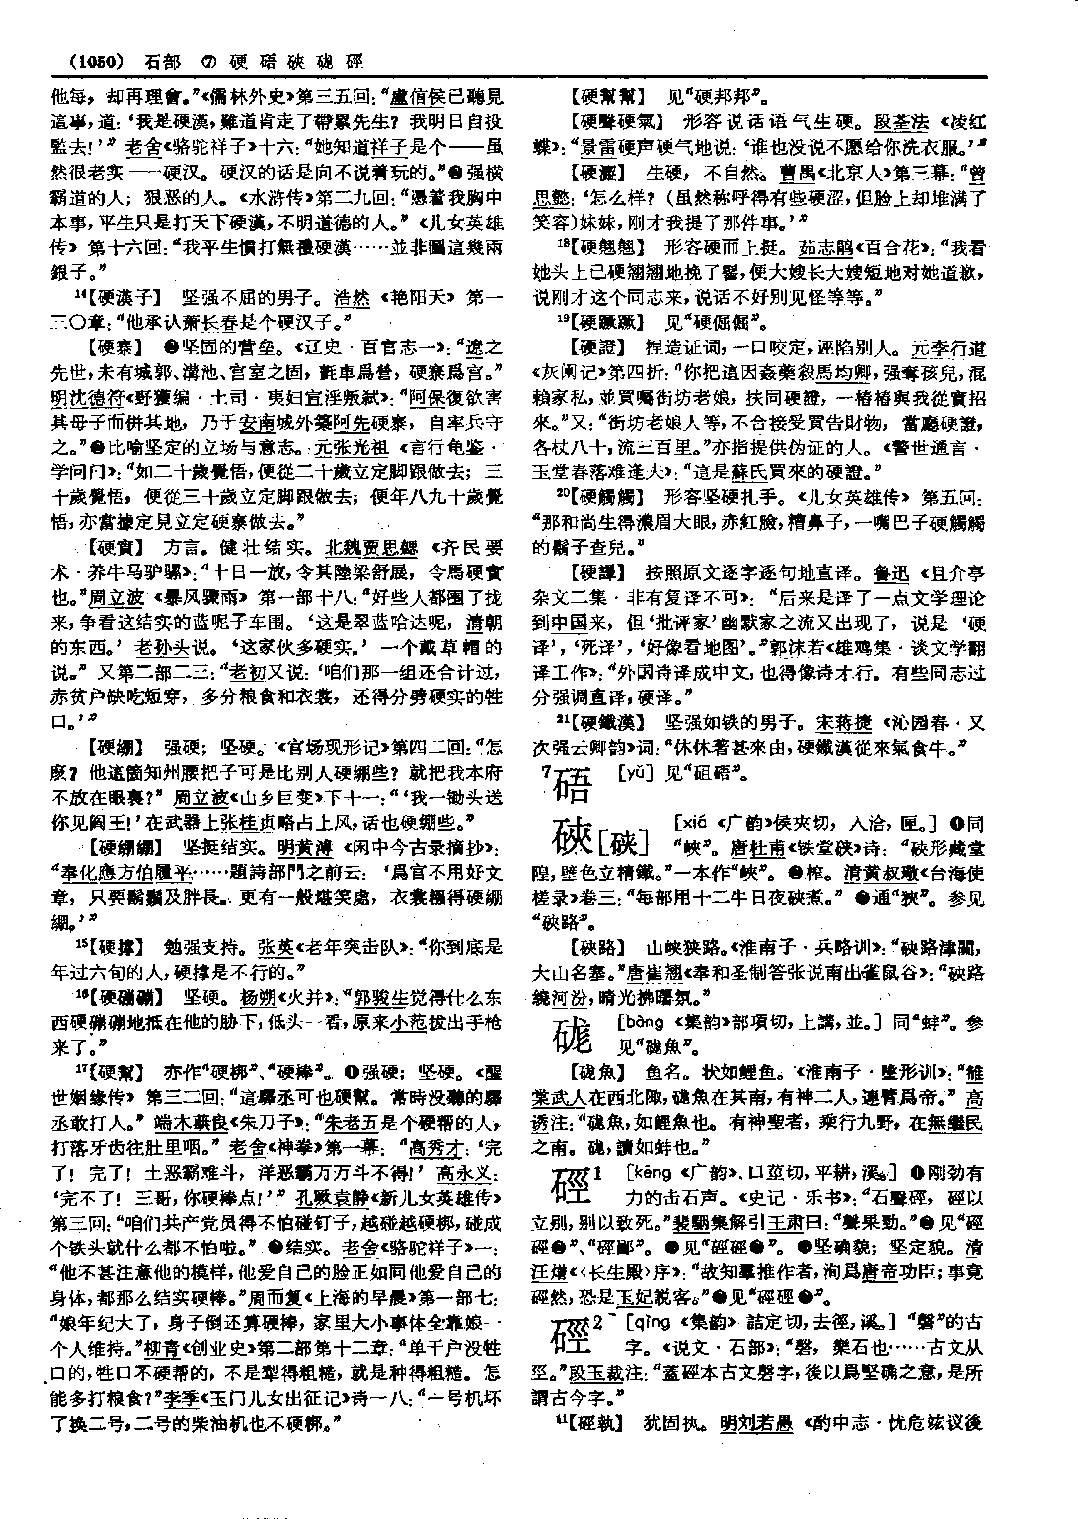 （1050） 石部 ⑦ 硬 硦 硤 硥 硜
他每，却再理會。”《儒林外史》第三五回：“盧信侯已聽見
這事，道：‘我是硬漢，難道肯走了帶累先生？我明日自投
監去！’” 老舍《骆驼祥子》十六：“她知道祥子是个——虽
然很老实——硬汉。硬汉的话是向不说着玩的。”❷强横
霸道的人；狠恶的人。《水浒传》第二九回：“憑着我胸中
本事，平生只是打天下硬漢，不明道德的人。”《儿女英雄
传》第十六回：“我平生慣打無禮硬漢……並非圖這幾兩
銀子。”
14【硬漢子】 坚强不屈的男子。浩然《艳阳天》第一
三〇章：“他承认萧长春是个硬汉子。”
【硬寨】 ❶坚固的营垒。《辽史·百官志一》：“遼之
先世，未有城郭、溝池、宫室之固，氈車爲營，硬寨爲宫。”
明沈德符《野獲编·土司·夷妇宣淫叛弑》：“阿保復欲害
其母子而併其地，乃于安南城外築阿先硬寨，自率兵守
之。”❷比喻坚定的立场与意志。元张光祖《言行龟鉴·
学问门》：“如二十歲覺悟，便從二十歲立定脚跟做去；三
十歲覺悟，便從三十歲立定脚跟做去；便年八九十歲覺
悟，亦當據定見立定硬寨做去。”
【硬實】 方言。健壮结实。北魏贾思勰《齐民要
术·养牛马驴骡》：“十日一放，令其陸梁舒展，令馬硬實
也。”周立波《暴风骤雨》第一部十八：“好些人都圈了找
来，争看这结实的蓝呢子车围。‘这是翠蓝哈达呢，清朝
的东西。’老孙头说。‘这家伙多硬实。’一个戴草帽的
说。”又第二部二三：“老初又说：‘咱们那一组还合计过，
赤贫户缺吃短穿，多分粮食和衣裳，还得分劈硬实的牲
口。’”
【硬綳】 强硬；坚硬。《官场现形记》第四二回：“怎
麽？他這箇知州腰把子可是比别人硬綳些？就把我本府
不放在眼裏？”周立波《山乡巨变》下十一：“‘我一锄头送
你见阎王！’在武器上张桂贞略占上风，话也硬绷些。”
【硬綳綳】 坚挺结实。明黄溥《闲中今古录摘抄》：
“奉化應方伯履平……題詩部門之前云：‘爲官不用好文
章，只要鬍鬚及胖長。更有一般堪笑處，衣裳糨得硬綳
綳。’”
15【硬撑】 勉强支持。张英《老年突击队》：“你到底是
年过六旬的人，硬撑是不行的。”
16【硬硼硼】 坚硬。杨朔《火并》：“郭骏生觉得什么东
西硬硼硼地抵在他的胁下，低头一看，原来小范拔出手枪
来了。”
17【硬幫】 亦作“硬梆”、“硬棒”。❶强硬；坚硬。《醒
世姻缘传》第三二回：“這驛丞可也硬幫。常時没聽的驛
丞敢打人。”端木蕻良《朱刀子》：“朱老五是个硬帮的人，
打落牙齿往肚里咽。”老舍《神拳》第一幕：“高秀才：‘完
了！完了！土恶霸难斗，洋恶霸万万斗不得！’高永义：
‘完不了！三哥，你硬棒点！’”孔厥袁静《新儿女英雄传》
第三回：“咱们共产党员得不怕碰钉子，越碰越硬梆，碰成
个铁头就什么都不怕啦。”❷结实。老舍《骆驼祥子》一：
“他不甚注意他的模样，他爱自己的脸正如同他爱自己的
身体，都那么结实硬棒。”周而复《上海的早晨》第一部七：
“娘年纪大了，身子倒还算硬棒，家里大小事体全靠娘一
个人维持。”柳青《创业史》第二部第十二章：“单干户没牲
口的，牲口不硬帮的，不是犁得粗糙，就是种得粗糙。怎
能多打粮食？”李季《玉门儿女出征记》诗一八：“一号机坏
了换二号，二号的柴油机也不硬梆。”
【硬幫幫】 见“硬邦邦”。
【硬聲硬氣】 形容说话语气生硬。段荃法《凌红
蝶》：“景雷硬声硬气地说：‘谁也没说不愿给你洗衣服。’”
【硬澀】 生硬，不自然。曹禺《北京人》第三幕：“曾
思懿：‘怎么样？（虽然称呼得有些硬涩，但脸上却堆满了
笑容）妹妹，刚才我提了那件事。’”
18【硬翹翹】 形容硬而上挺。茹志鹃《百合花》：“我看
她头上已硬翘翘地挽了髻，便大嫂长大嫂短地对她道歉，
说刚才这个同志来，说话不好别见怪等等。”
19【硬蹶蹶】 见“硬倔倔”。
【硬證】 捏造证词，一口咬定，诬陷别人。元李行道
《灰阑记》第四折：“你把這因姦藥殺馬均卿，强奪孩兒，混
賴家私，並買囑街坊老娘，扶同硬證，一樁樁與我從實招
來。”又：“街坊老娘人等，不合接受買告財物，當廳硬證，
各杖八十，流三百里。”亦指提供伪证的人。《警世通言·
玉堂春落难逢夫》：“這是蘇氏買來的硬證。”
20【硬觸觸】 形容坚硬扎手。《儿女英雄传》第五回：
“那和尚生得濃眉大眼，赤紅臉，糟鼻子，一嘴巴子硬觸觸
的鬍子查兒。”
【硬譯】 按照原文逐字逐句地直译。鲁迅《且介亭
杂文二集·非有复译不可》：“后来是译了一点文学理论
到中国来，但‘批评家’幽默家之流又出现了，说是‘硬
译’，‘死译’，‘好像看地图’。”郭沫若《雄鸡集·谈文学翻
译工作》：“外国诗译成中文，也得像诗才行。有些同志过
分强调直译，硬译。”
21【硬鐵漢】 坚强如铁的男子。宋蒋捷《沁园春·又
次强云卿韵》词：“休休著甚來由，硬鐵漢從來氣食牛。”
7硦 ［yǔ］见“砠硦”。
硤［硖］ ［xiá《广韵》侯夾切，入洽，匣。］❶同
“峽”。唐杜甫《铁堂硖》诗：“硤形藏堂
隍，壁色立精鐵。”一本作“峽”。❷榨。清黄叔璥《台海使
槎录》卷三：“每部用十二牛日夜硤煮。”❸通“狹”。参见
“硤路”。
【硤路】 山峡狭路。《淮南子·兵略训》：“硤路津關，
大山名塞。”唐崔翘《奉和圣制答张说南出雀鼠谷》：“硤路
繞河汾，晴光拂曙氛。”
硥 ［bàng《集韵》部項切，上講，並。］同“蚌”。参
见“硥魚”。
【硥魚】 鱼名。状如鲤鱼。《淮南子·墬形训》：“雒
棠武人在西北陬，硥魚在其南，有神二人，連臂爲帝。”高
诱注：“硥魚，如鯉魚也。有神聖者，乘行九野，在無繼民
之南。硥，讀如蚌也。”
硜1 ［kēng《广韵》口莖切，平耕，溪。］❶刚劲有
力的击石声。《史记·乐书》：“石聲硜，硜以
立别，别以致死。”裴駰集解引王肅曰：“聲果勁。”❷见“硜
硜❷”、“硜鄙”。❸见“硜硜❸”。❹坚确貌；坚定貌。清
汪熷《〈长生殿〉序》：“故知羣推作者，洵爲唐帝功臣；事竟
硜然，恐是玉妃説客。”❺见“硜硜❶”。
硜2 ［qìng《集韵》詰定切，去徑，溪。］“磬”的古
字。《说文·石部》：“磬，樂石也……古文从
巠。”段玉裁注：“蓋硜本古文磬字，後以爲堅確之意，是所
謂古今字。”
11【硜執】 犹固执。明刘若愚《酌中志·忧危竑议後